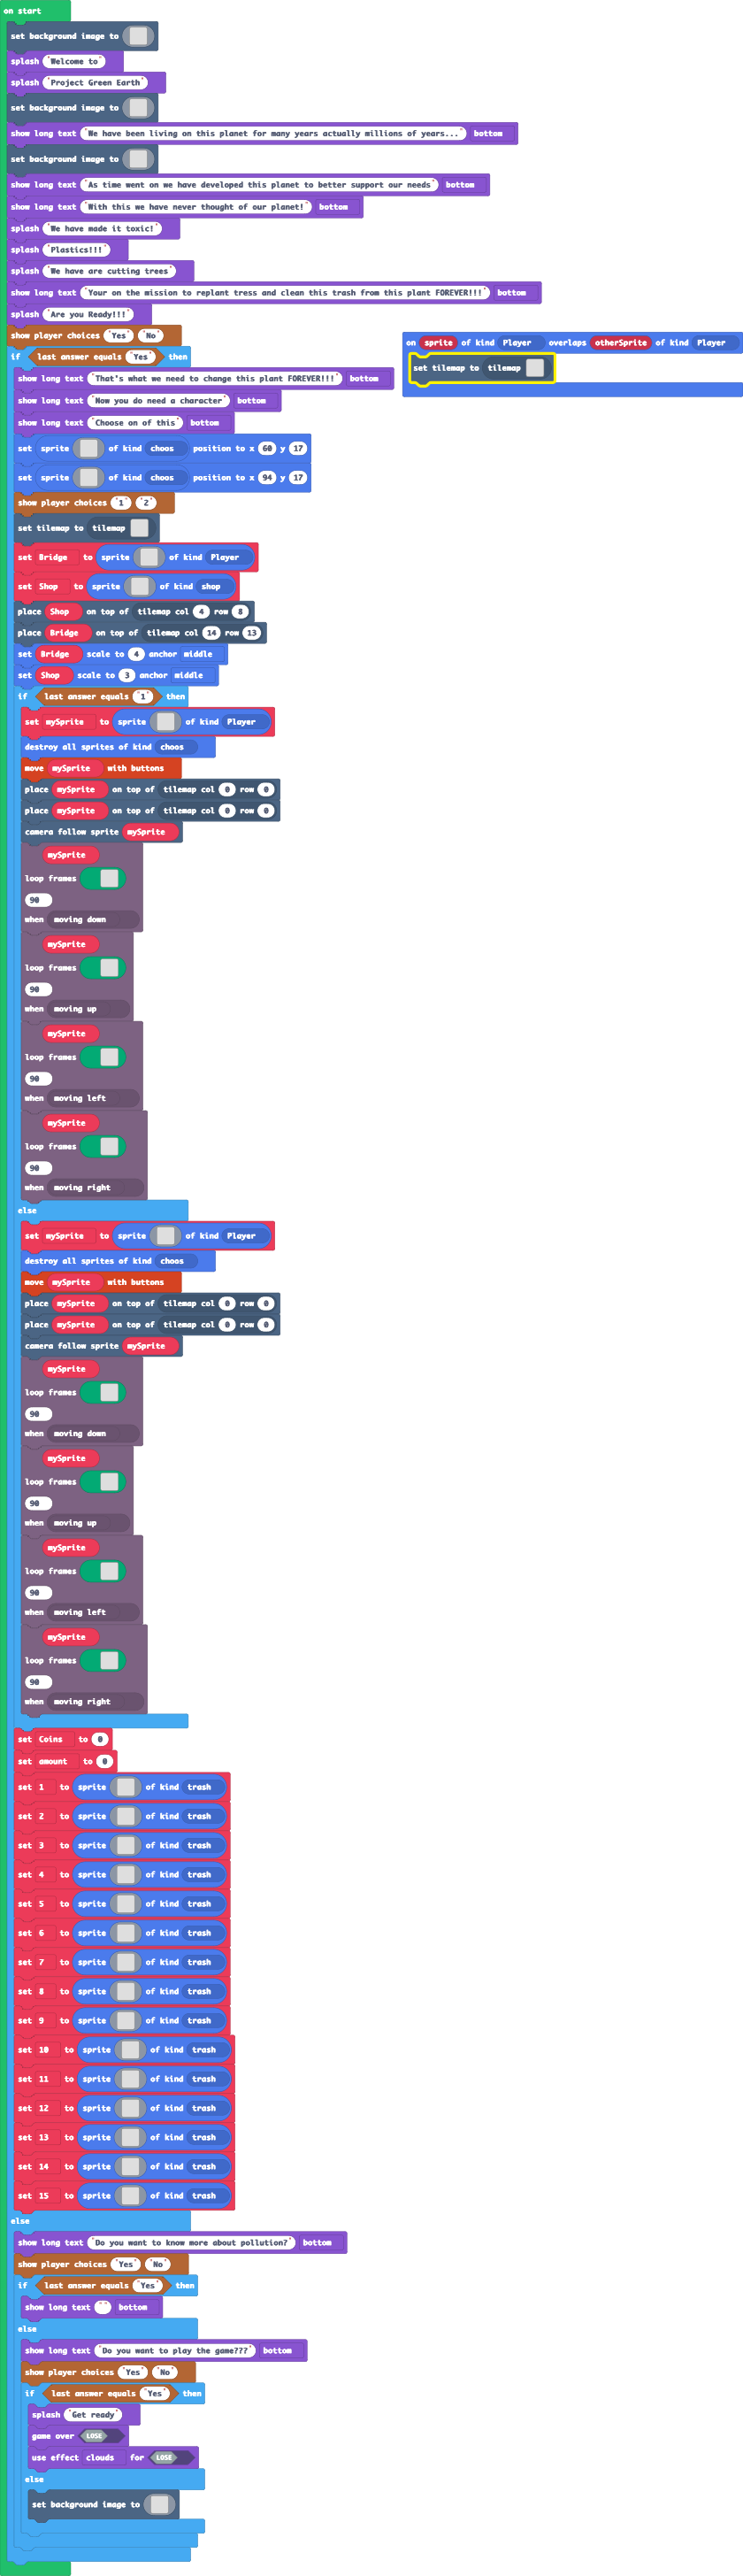 on start
set background image to
splash "Welcome to"
splash "Project Green Earth"
set background image to
show long text "We have been living on this planet for many years actually millions of years..." bottom
set background image to
show long text "As time went on we have developed this planet to better support our needs" bottom
show long text "With this we have never thought of our planet!" bottom
splash "We have made it toxic!"
splash "Plastics!!!"
splash "We have are cutting trees"
show long text "Your on the mission to replant tress and clean this trash from this plant FOREVER!!!" bottom
splash "Are you Ready!!!"
show player choices "Yes" "No"
if last answer equals "Yes" then
show long text "That's what we need to change this plant FOREVER!!!" bottom
show long text "Now you do need a character" bottom
show long text "Choose on of this" bottom
set sprite of kind choos position to x 60 y 17
set sprite of kind choos position to x 94 y 17
show player choices "1" "2"
set tilemap to tilemap
set Bridge to sprite of kind Player
set Shop to sprite of kind shop
place Shop on top of tilemap col 4 row 8
place Bridge on top of tilemap col 14 row 13
set Bridge scale to 4 anchor middle
set Shop scale to 3 anchor middle
if last answer equals "1" then
set mySprite to sprite of kind Player
destroy all sprites of kind choos
move mySprite with buttons
place mySprite on top of tilemap col 0 row 0
place mySprite on top of tilemap col 0 row 0
camera follow sprite mySprite
mySprite
loop frames
90
when moving down
mySprite
loop frames
90
when moving up
mySprite
loop frames
90
when moving left
mySprite
loop frames
90
when moving right
else
set mySprite to sprite of kind Player
destroy all sprites of kind choos
move mySprite with buttons
place mySprite on top of tilemap col 0 row 0
place mySprite on top of tilemap col 0 row 0
camera follow sprite mySprite
mySprite
loop frames
90
when moving down
mySprite
loop frames
90
when moving up
mySprite
loop frames
90
when moving left
mySprite
loop frames
90
when moving right
set Coins to 0
set amount to 0
set 1 to sprite of kind trash
set 2 to sprite of kind trash
set 3 to sprite of kind trash
set 4 to sprite of kind trash
set 5 to sprite of kind trash
set 6 to sprite of kind trash
set 7 to sprite of kind trash
set 8 to sprite of kind trash
set 9 to sprite of kind trash
set 10 to sprite of kind trash
set 11 to sprite of kind trash
set 12 to sprite of kind trash
set 13 to sprite of kind trash
set 14 to sprite of kind trash
set 15 to sprite of kind trash
else
show long text "Do you want to know more about pollution?" bottom
show player choices "Yes" "No"
if last answer equals "Yes" then
show long text "" bottom
else
show long text "Do you want to play the game???" bottom
show player choices "Yes" "No"
if last answer equals "Yes" then
splash "Get ready"
game over LOSE
use effect clouds for LOSE
else
set background image to
on sprite of kind Player overlaps otherSprite of kind Player
set tilemap to tilemap